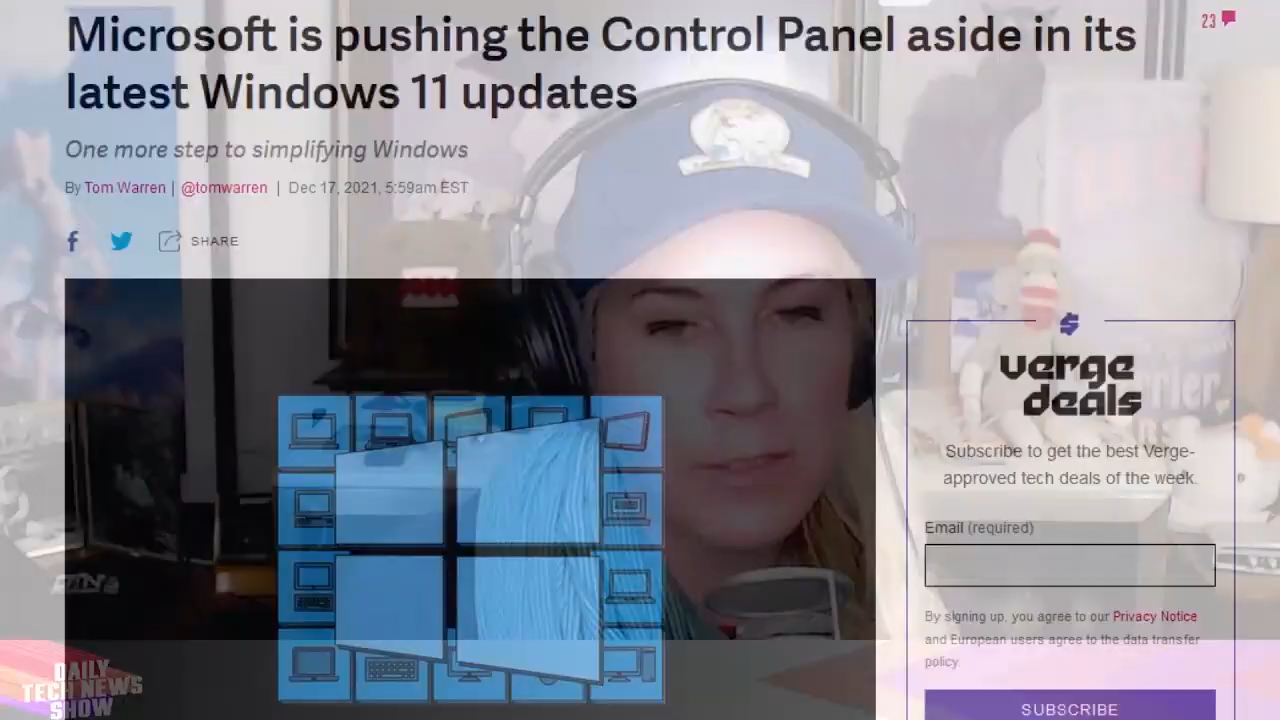 Microsoft is pushing the Control Panel aside in its
latest Windows 11 updates
23
One more step to simplifying Windows
By Tom Warren | @tomwarren | Dec 17, 2021, 5:59am EST
SHARE
verge
deals
Subscribe to get the best Verge-
approved tech deals of the week.
Email (required)
By signing up, you agree to our Privacy Notice
and European users agree to the data transfer
policy.
SUBSCRIBE
DAILY
TECH NEWS
SHOW